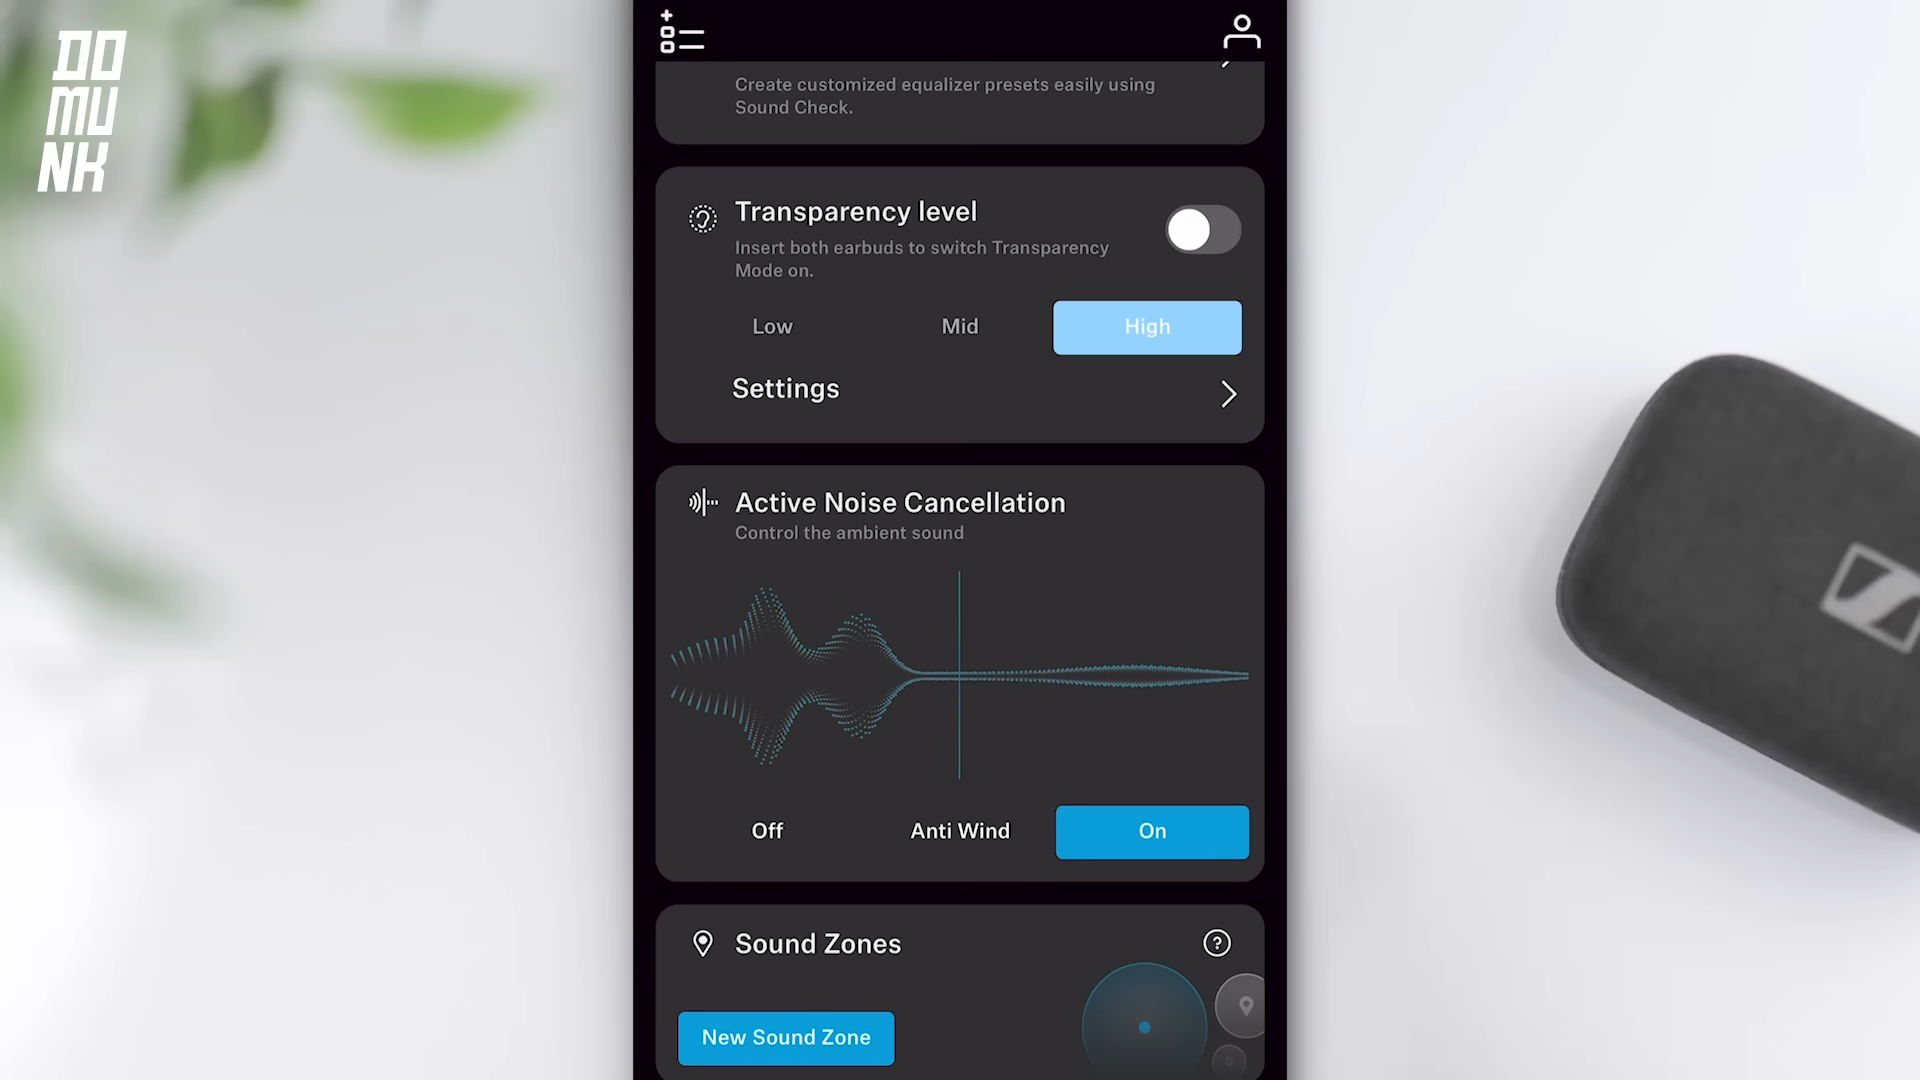 DO
MU
NK
Create customized equalizer presets easily using
Sound Check.
Transparency level
Insert both earbuds to switch Transparency
Mode on.
Low Mid High
Settings
Active Noise Cancellation
Control the ambient sound
Off Anti Wind On
Sound Zones
?
New Sound Zone